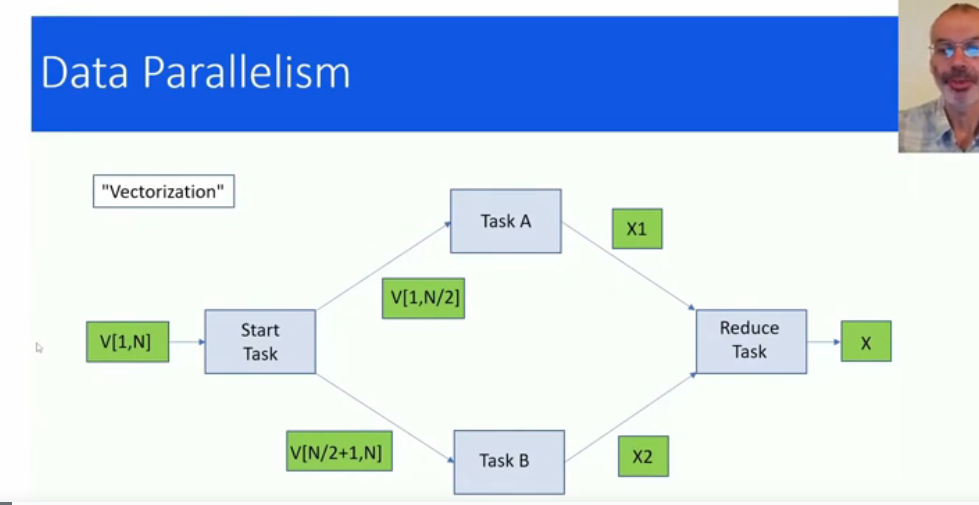 Data Parallelism
"Vectorization"
Task A
X1
V[1,N/2]
V[1,N]
Start
Task
Reduce
Task
X
V[N/2+1,N]
Task B
X2